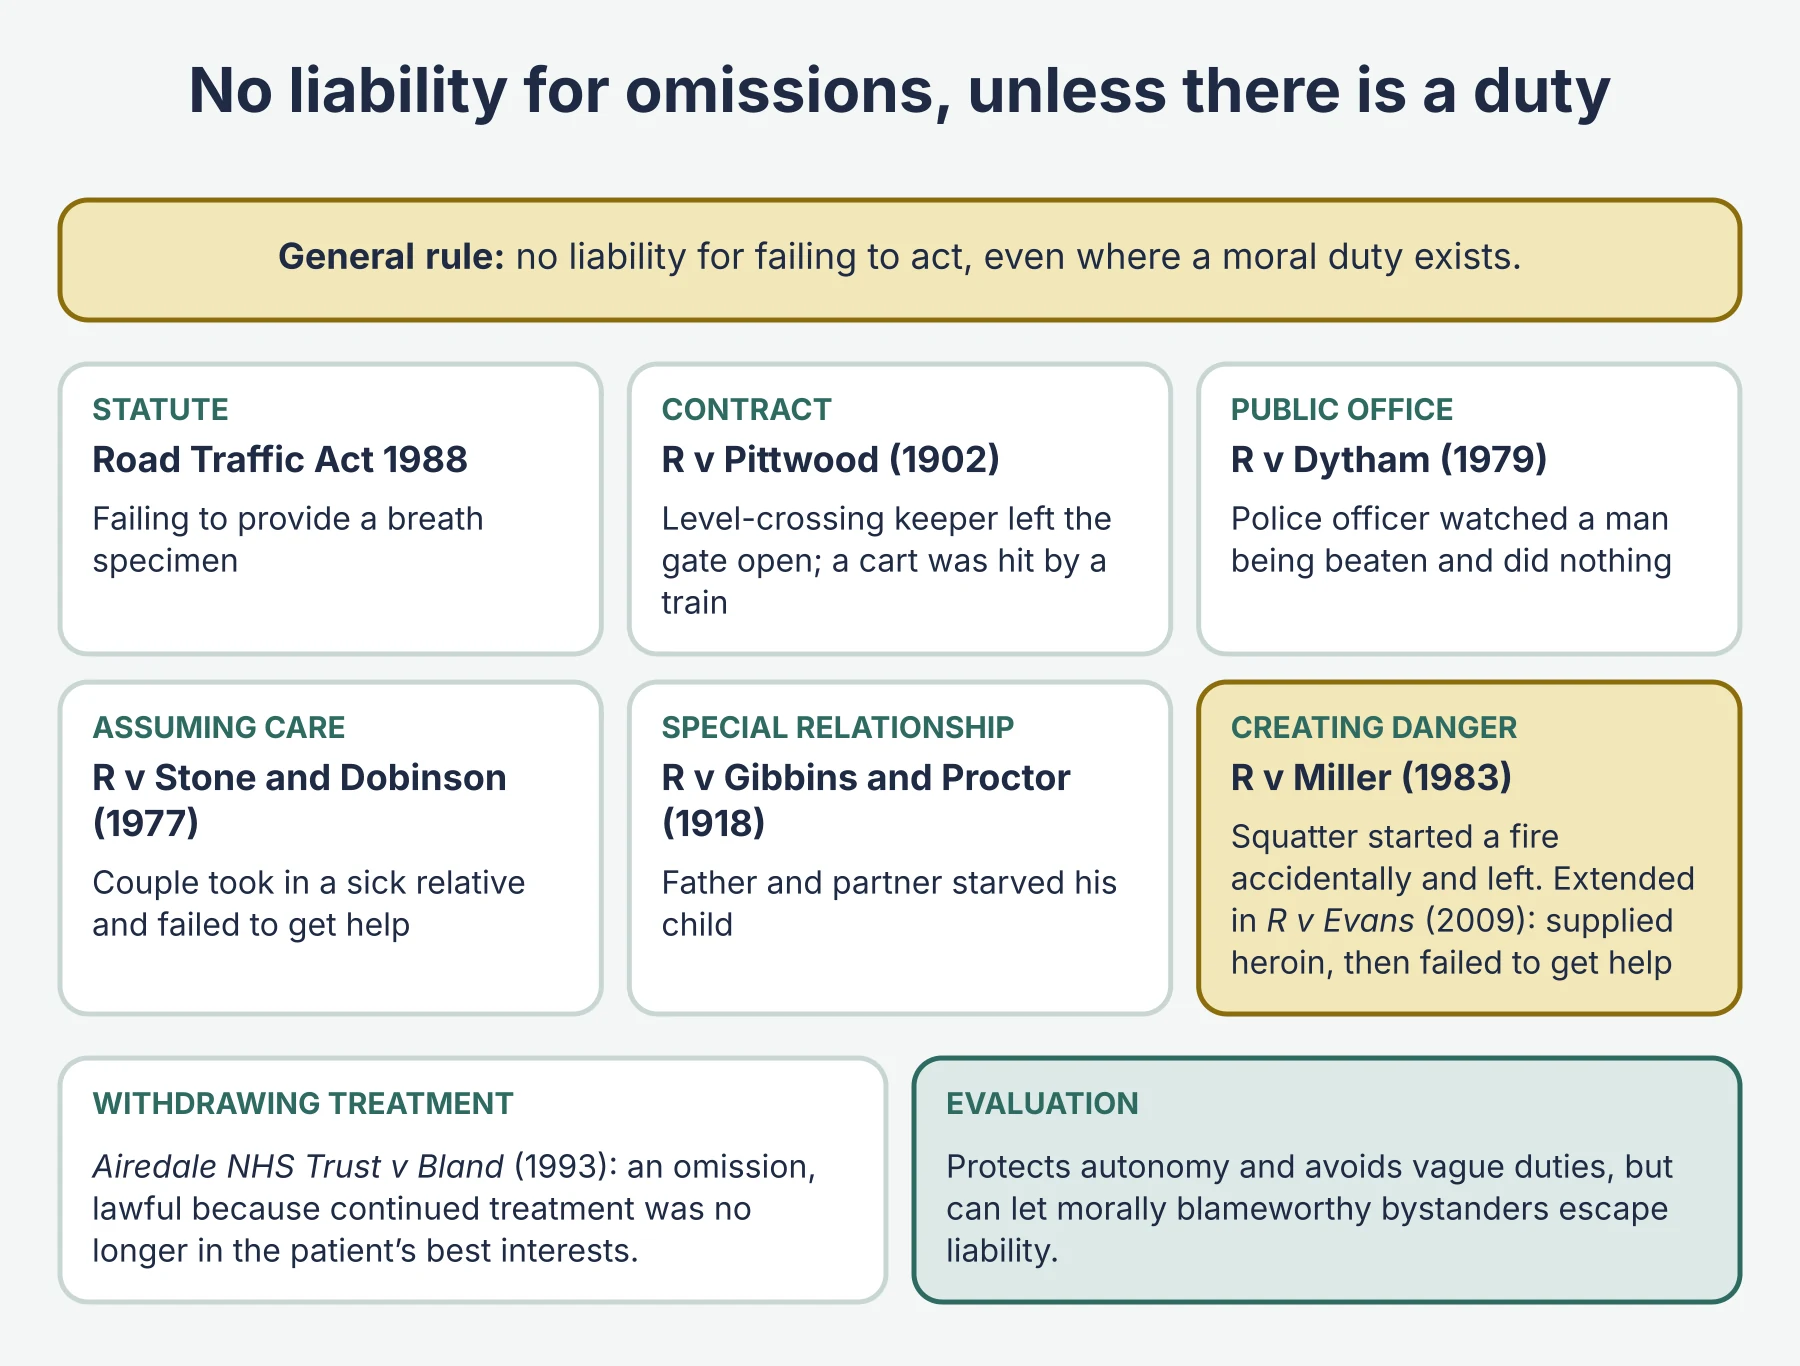 No liability for omissions, unless there is a duty
General rule: no liability for failing to act, even where a moral duty exists.
STATUTE
Road Traffic Act 1988
Failing to provide a breath
specimen
CONTRACT
R v Pittwood (1902)
Level-crossing keeper left the
gate open; a cart was hit by a
train
PUBLIC OFFICE
R v Dytham (1979)
Police officer watched a man
being beaten and did nothing
ASSUMING CARE
R v Stone and Dobinson
(1977)
Couple took in a sick relative
and failed to get help
SPECIAL RELATIONSHIP
R v Gibbins and Proctor
(1918)
Father and partner starved his
child
CREATING DANGER
R v Miller (1983)
Squatter started a fire
accidentally and left. Extended
in R v Evans (2009): supplied
heroin, then failed to get help
WITHDRAWING TREATMENT
Airedale NHS Trust v Bland (1993): an omission,
lawful because continued treatment was no
longer in the patient’s best interests.
EVALUATION
Protects autonomy and avoids vague duties, but
can let morally blameworthy bystanders escape
liability.